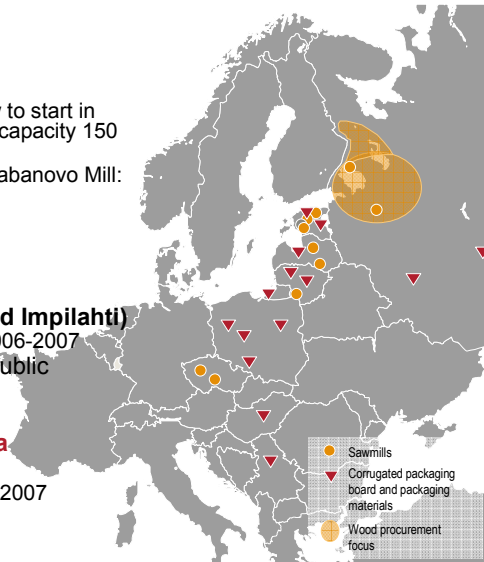 to start in
capacity 150
abanovo Mill:
d Impilahti)
006-2007
public
a
2007
Sawmills
Corrugated packaging
board and packaging
materials
Wood procurement
focus